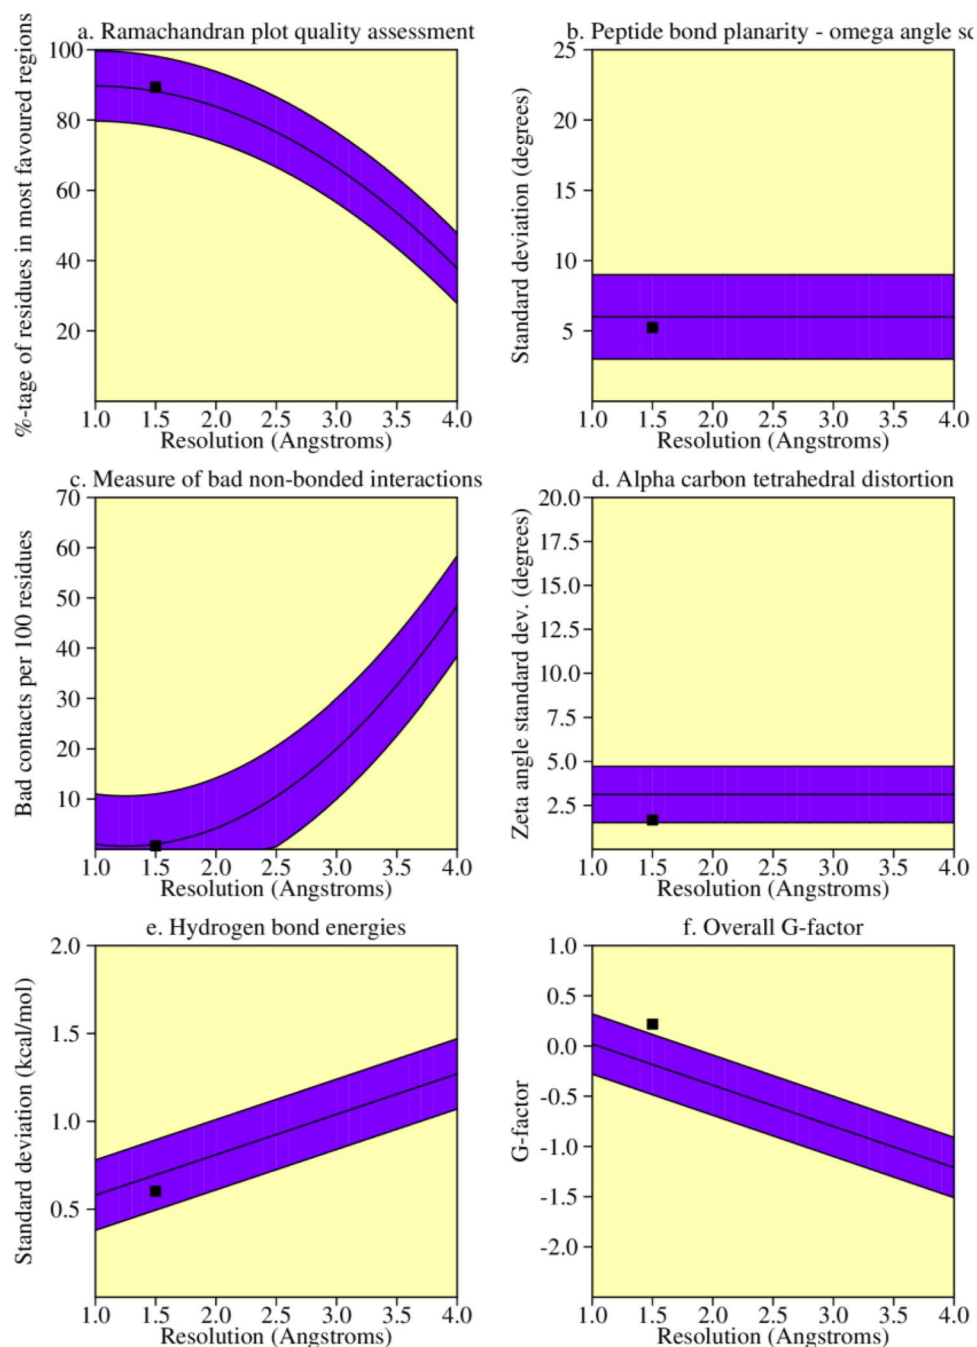 a. Ramachandran plot quality assessment
%-tage of residues in most favoured regions
100
80
60
40
20
1.0 1.5 2.0 2.5 3.0 3.5 4.0
Resolution (Angstroms)
b. Peptide bond planarity - omega angle sd
Standard deviation (degrees)
25
20
15
10
5
1.0 1.5 2.0 2.5 3.0 3.5 4.0
Resolution (Angstroms)
c. Measure of bad non-bonded interactions
Bad contacts per 100 residues
70
60
50
40
30
20
10
1.0 1.5 2.0 2.5 3.0 3.5 4.0
Resolution (Angstroms)
d. Alpha carbon tetrahedral distortion
Zeta angle standard dev. (degrees)
20.0
17.5
15.0
12.5
10.0
7.5
5.0
2.5
1.0 1.5 2.0 2.5 3.0 3.5 4.0
Resolution (Angstroms)
e. Hydrogen bond energies
Standard deviation (kcal/mol)
2.0
1.5
1.0
0.5
1.0 1.5 2.0 2.5 3.0 3.5 4.0
Resolution (Angstroms)
f. Overall G-factor
G-factor
1.0
0.5
0.0
-0.5
-1.0
-1.5
-2.0
1.0 1.5 2.0 2.5 3.0 3.5 4.0
Resolution (Angstroms)